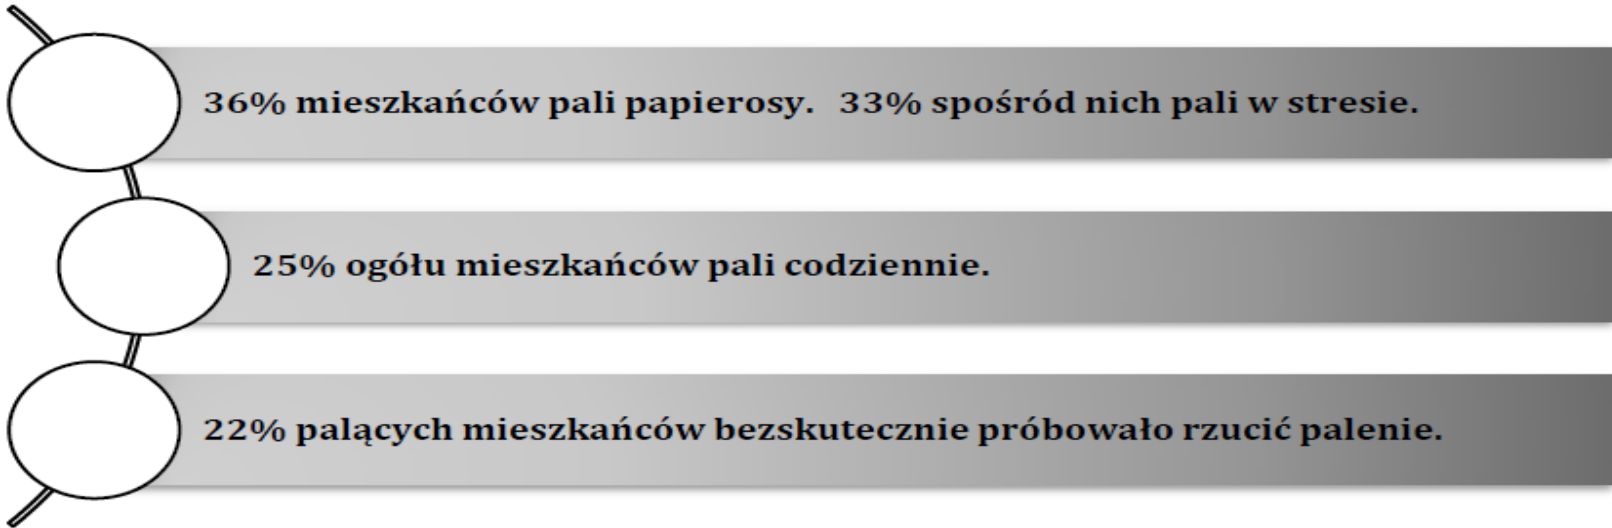 36% mieszkańców pali papierosy. 33% spośród nich pali w stresie.
25% ogółu mieszkańców pali codziennie.
22% palących mieszkańców bezskutecznie próbowało rzucić palenie.